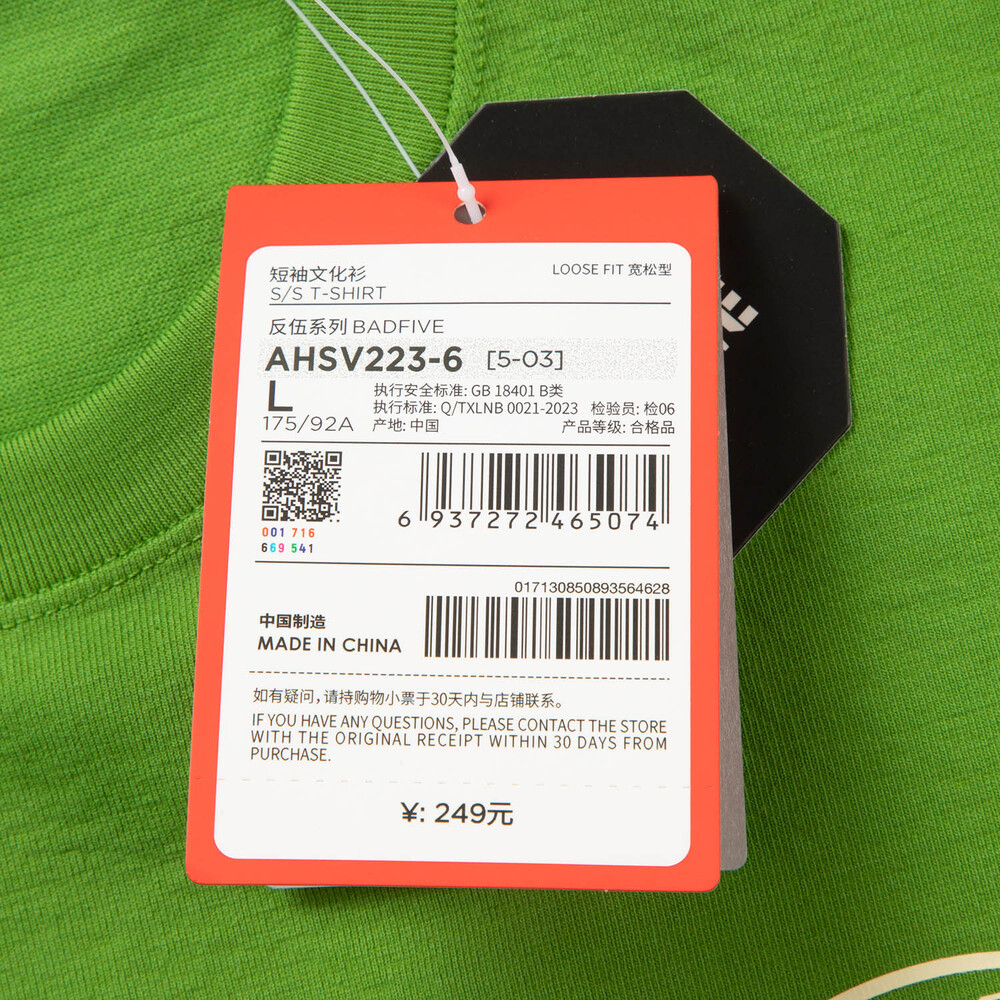 短袖文化衫
LOOSE FIT 宽松型
S/S T-SHIRT
反伍系列 BADFIVE
AHSV223-6 [5-03]
L
执行安全标准: GB 18401 B类
执行标准: Q/TXLNB 0021-2023 检验员: 检06
175/92A 产地: 中国 产品等级: 合格品
001 716
669 541
6 937272 465074
017130850893564628
中国制造
MADE IN CHINA
如有疑问，请持购物小票于30天内与店铺联系。
IF YOU HAVE ANY QUESTIONS, PLEASE CONTACT THE STORE
WITH THE ORIGINAL RECEIPT WITHIN 30 DAYS FROM
PURCHASE.
¥: 249元